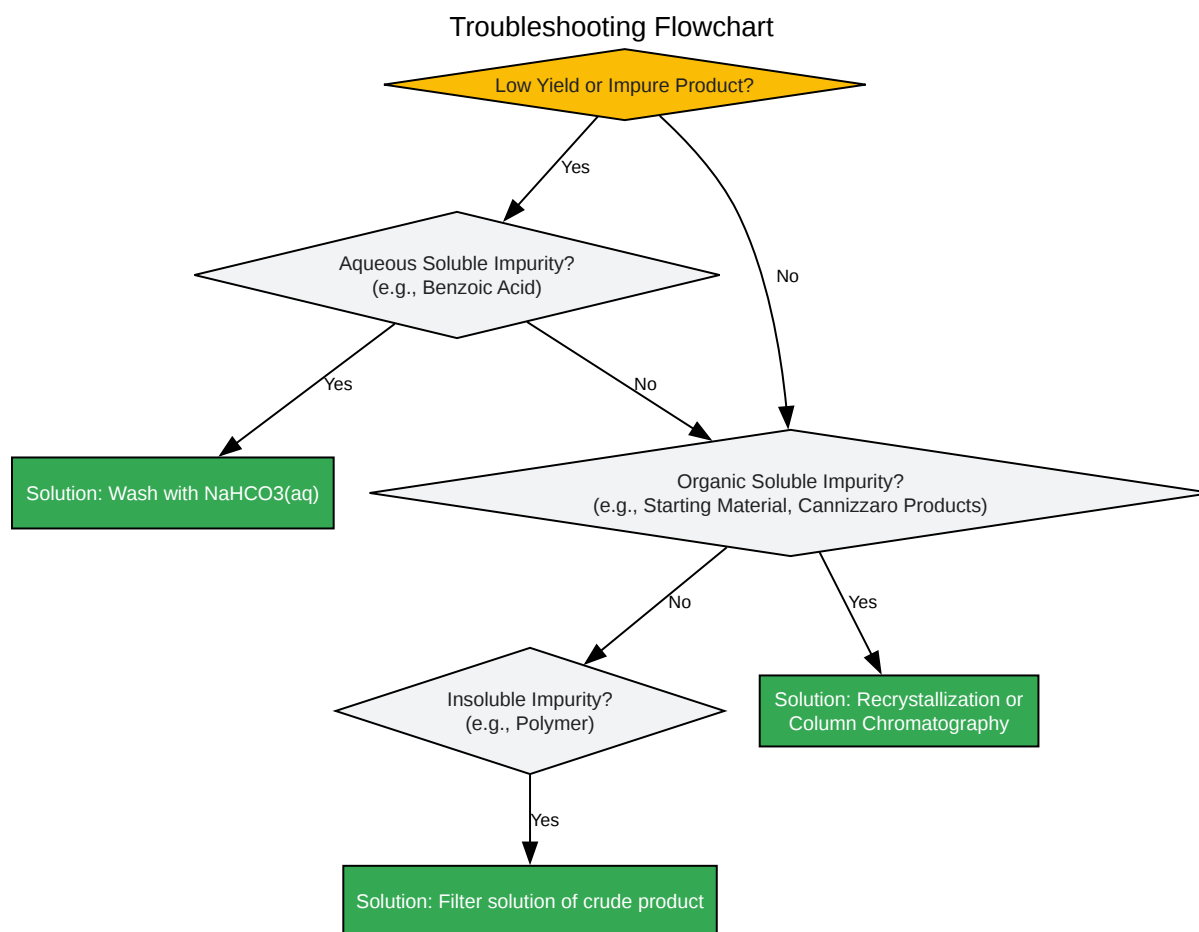 Troubleshooting Flowchart
Low Yield or Impure Product?
Yes
Aqueous Soluble Impurity?
(e.g., Benzoic Acid)
No
Yes
No
Solution: Wash with NaHCO3(aq)
Organic Soluble Impurity?
(e.g., Starting Material, Cannizzaro Products)
No
Yes
Insoluble Impurity?
(e.g., Polymer)
Solution: Recrystallization or
Column Chromatography
Yes
Solution: Filter solution of crude product